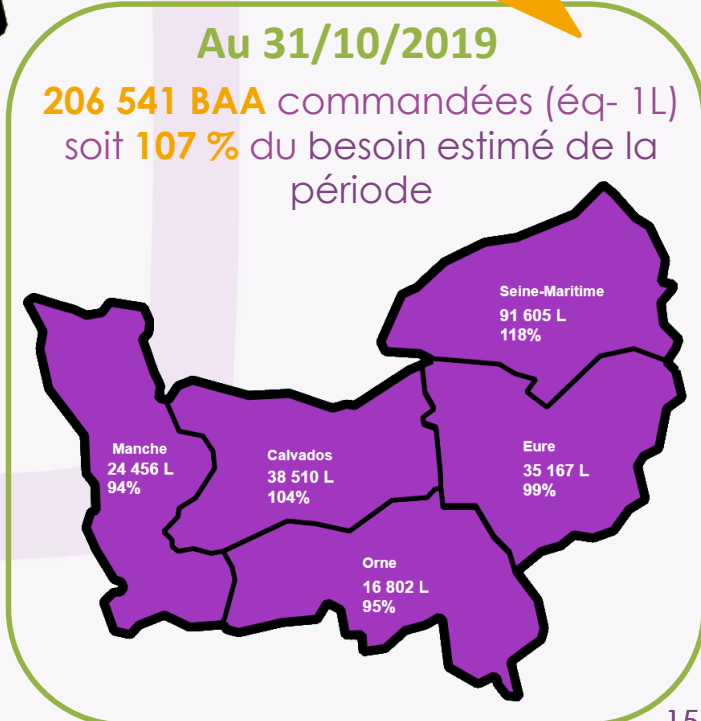 Au 31/10/2019
206 541 BAA commandées (éq- 1L)
soit 107 % du besoin estimé de la
période
Seine-Maritime
91 605 L
118%
Manche
24 456 L
94%
Calvados
38 510 L
104%
Eure
35 167 L
99%
Orne
16 802 L
95%
15